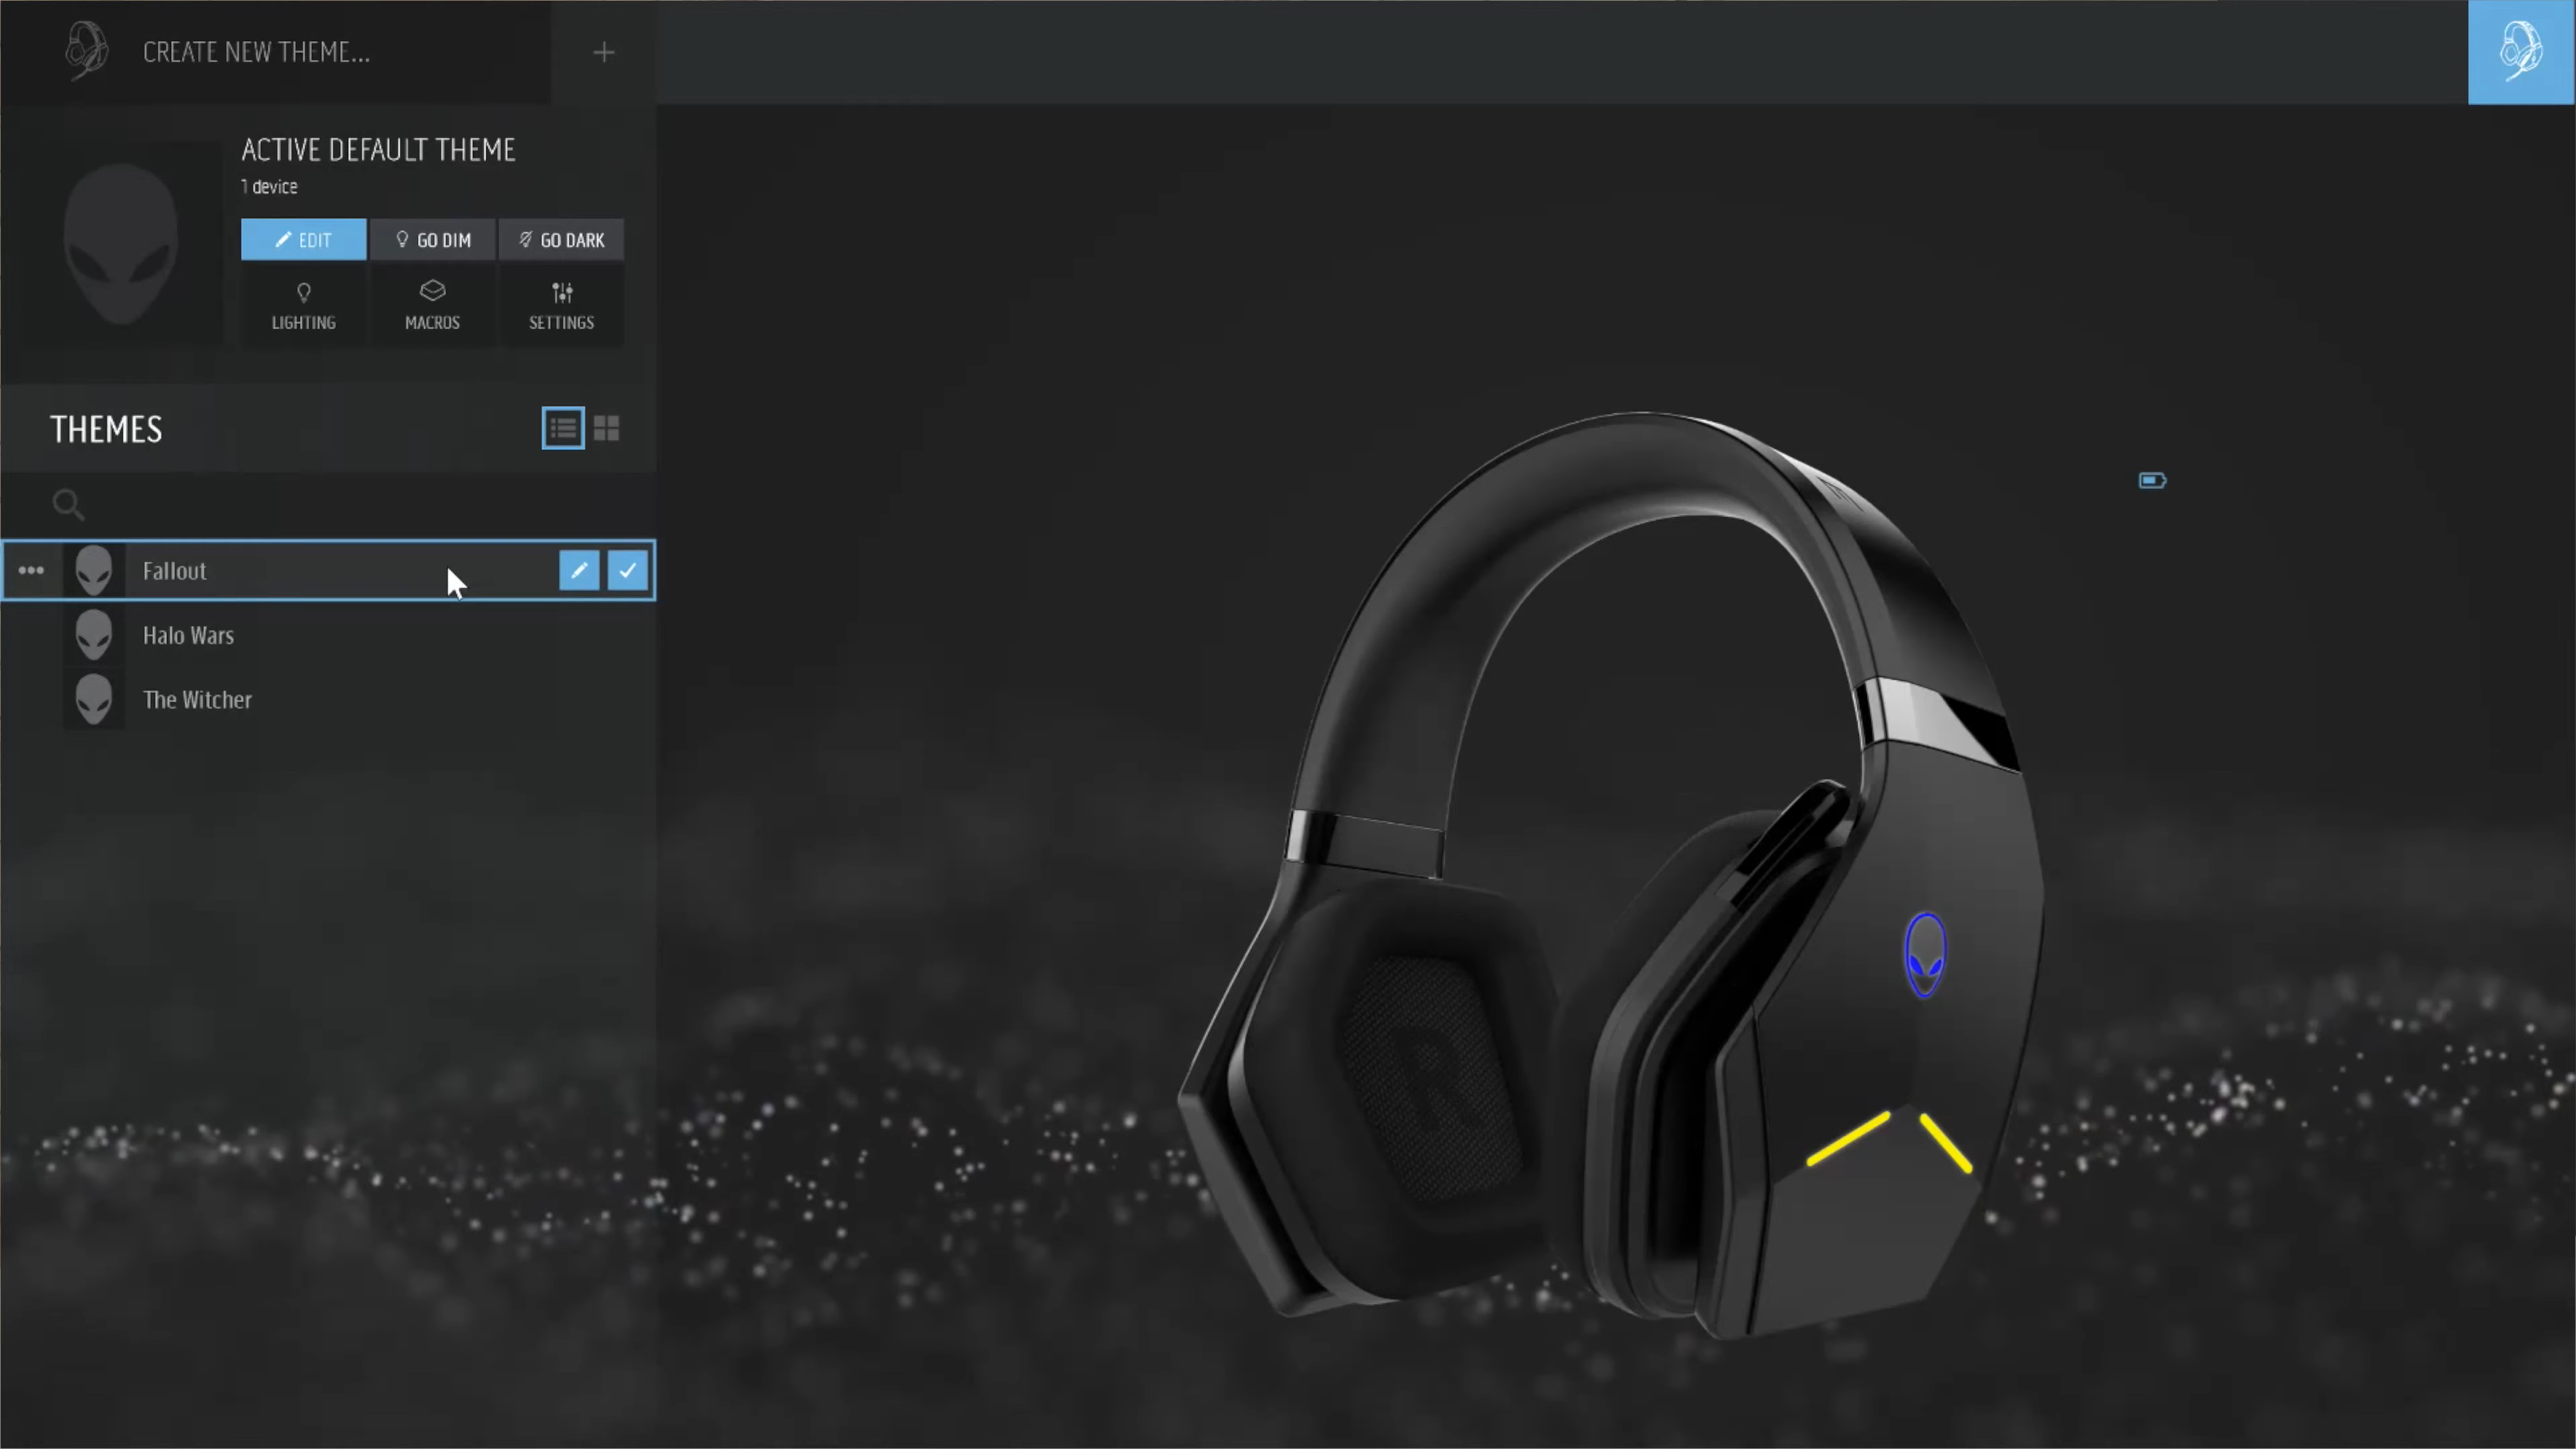 CREATE NEW THEME...
ACTIVE DEFAULT THEME
1 device
EDIT
GO DIM
GO DARK
LIGHTING
MACROS
SETTINGS
THEMES
Fallout
Halo Wars
The Witcher
R